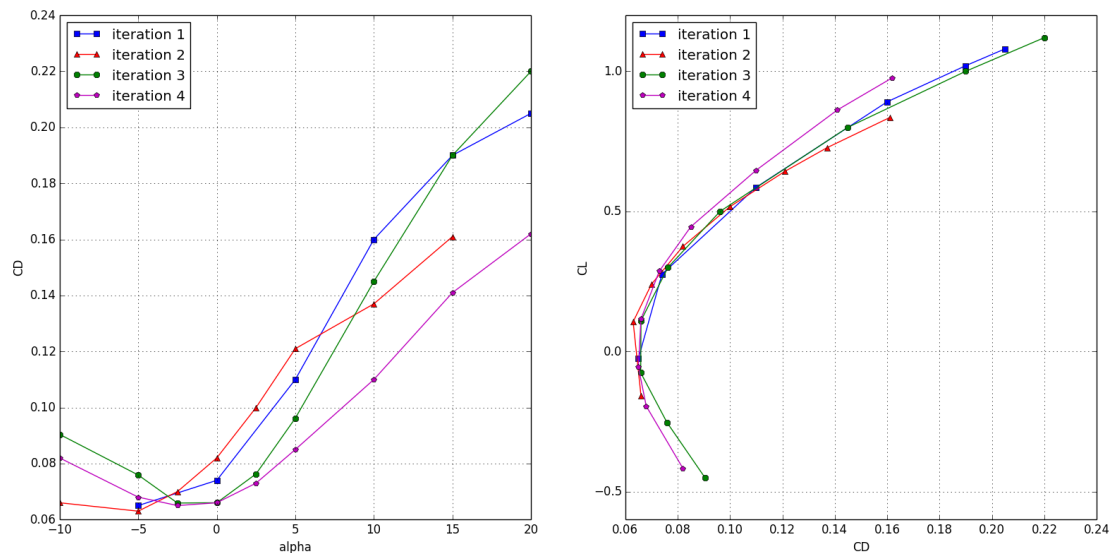 0.24
0.22
0.20
0.18
0.16
0.14
0.12
0.10
0.08
0.06
CD
iteration 1
iteration 2
iteration 3
iteration 4
−10
−5
0
5
10
15
20
alpha
1.0
0.5
0.0
−0.5
CL
iteration 1
iteration 2
iteration 3
iteration 4
0.06
0.08
0.10
0.12
0.14
0.16
0.18
0.20
0.22
0.24
CD